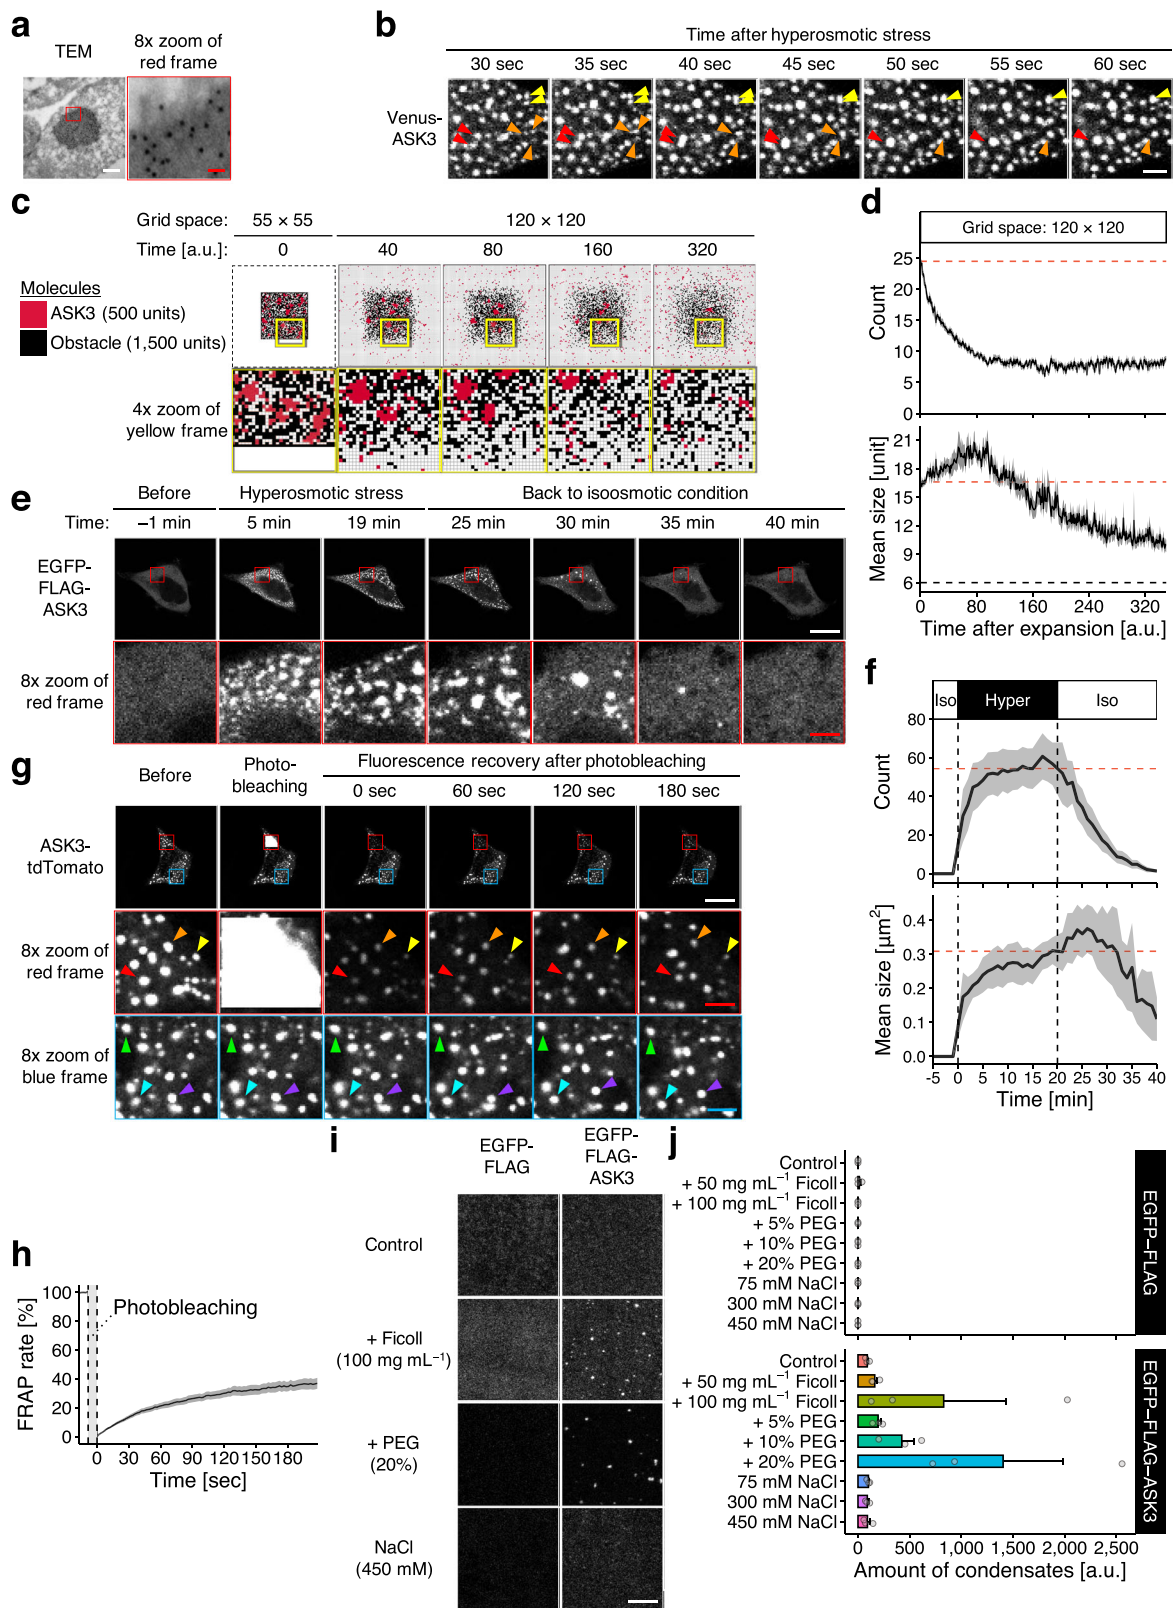 a
TEM
8x zoom of
red frame
b
Time after hyperosmotic stress
30 sec
35 sec
40 sec
45 sec
50 sec
55 sec
60 sec
Venus-
ASK3
c
Grid space:
55 × 55
120 × 120
Time [a.u.]:
0
40
80
160
320
Molecules
ASK3 (500 units)
Obstacle (1,500 units)
4x zoom of
yellow frame
d
Grid space: 120 × 120
Count
25
20
15
10
5
0
Mean size [unit]
21
18
15
12
9
6
0
80
160
240
320
Time after expansion [a.u.]
e
Before
Hyperosmotic stress
Back to isoosmotic condition
Time:
–1 min
5 min
19 min
25 min
30 min
35 min
40 min
EGFP-
FLAG-
ASK3
8x zoom of
red frame
f
Iso
Hyper
Iso
Count
80
60
40
20
0
Mean size [µm²]
0.4
0.3
0.2
0.1
0.0
-5
0
5
10
15
20
25
30
35
40
Time [min]
g
Before
Photo-
bleaching
Fluorescence recovery after photobleaching
0 sec
60 sec
120 sec
180 sec
ASK3-
tdTomato
8x zoom of
red frame
8x zoom of
blue frame
h
FRAP rate [%]
100
80
60
40
20
0
Photobleaching
0
30
60
90
120
150
180
Time [sec]
i
EGFP-
FLAG
EGFP-
FLAG-
ASK3
Control
+ Ficoll
(100 mg mL⁻¹)
+ PEG
(20%)
NaCl
(450 mM)
j
Control
+ 50 mg mL⁻¹ Ficoll
+ 100 mg mL⁻¹ Ficoll
+ 5% PEG
+ 10% PEG
+ 20% PEG
75 mM NaCl
300 mM NaCl
450 mM NaCl
EGFP–FLAG
Control
+ 50 mg mL⁻¹ Ficoll
+ 100 mg mL⁻¹ Ficoll
+ 5% PEG
+ 10% PEG
+ 20% PEG
75 mM NaCl
300 mM NaCl
450 mM NaCl
EGFP–FLAG–ASK3
0
500
1,000
1,500
2,000
2,500
Amount of condensates [a.u.]